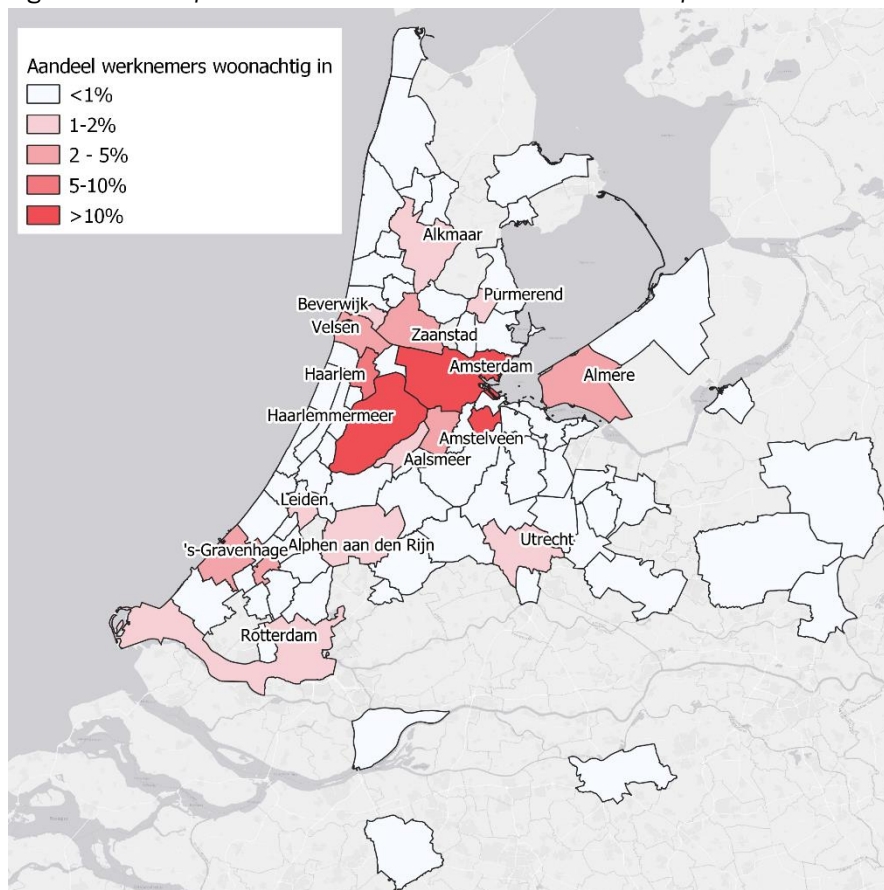 Aandeel werknemers woonachtig in
<1%
1-2%
2 - 5%
5-10%
>10%
Alkmaar
Purmerend
Beverwijk
Velsen
Zaanstad
Haarlem
Amsterdam
Almere
Haarlemmermeer
Amstelveen
Aalsmeer
Leiden
's-Gravenhage
Alphen aan den Rijn
Utrecht
Rotterdam